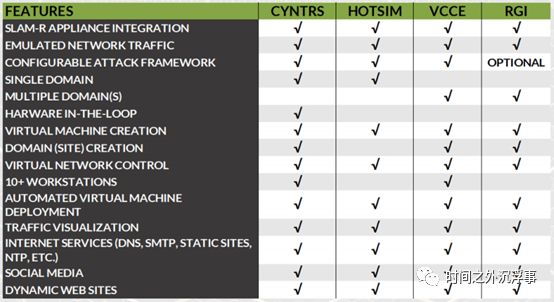 FEATURES CYNTRS HOTSIM VCCE RGI
SLAM-R APPLIANCE INTEGRATION √ √ √ √
EMULATED NETWORK TRAFFIC √ √ √ √
CONFIGURABLE ATTACK FRAMEWORK √ √ √ OPTIONAL
SINGLE DOMAIN √ √
MULTIPLE DOMAIN(S) √ √
HARWARE IN-THE-LOOP √
VIRTUAL MACHINE CREATION √ √ √ √
DOMAIN (SITE) CREATION √ √ √
VIRTUAL NETWORK CONTROL √ √ √ √
10+ WORKSTATIONS √ √
AUTOMATED VIRTUAL MACHINE
DEPLOYMENT √ √ √ √
TRAFFIC VISUALIZATION √ √ √ √
INTERNET SERVICES (DNS, SMTP, STATIC SITES,
NTP, ETC.) √ √ √ √
SOCIAL MEDIA √ √ √ √
DYNAMIC WEB SITES √ √ √ √
时间之外沉浮事